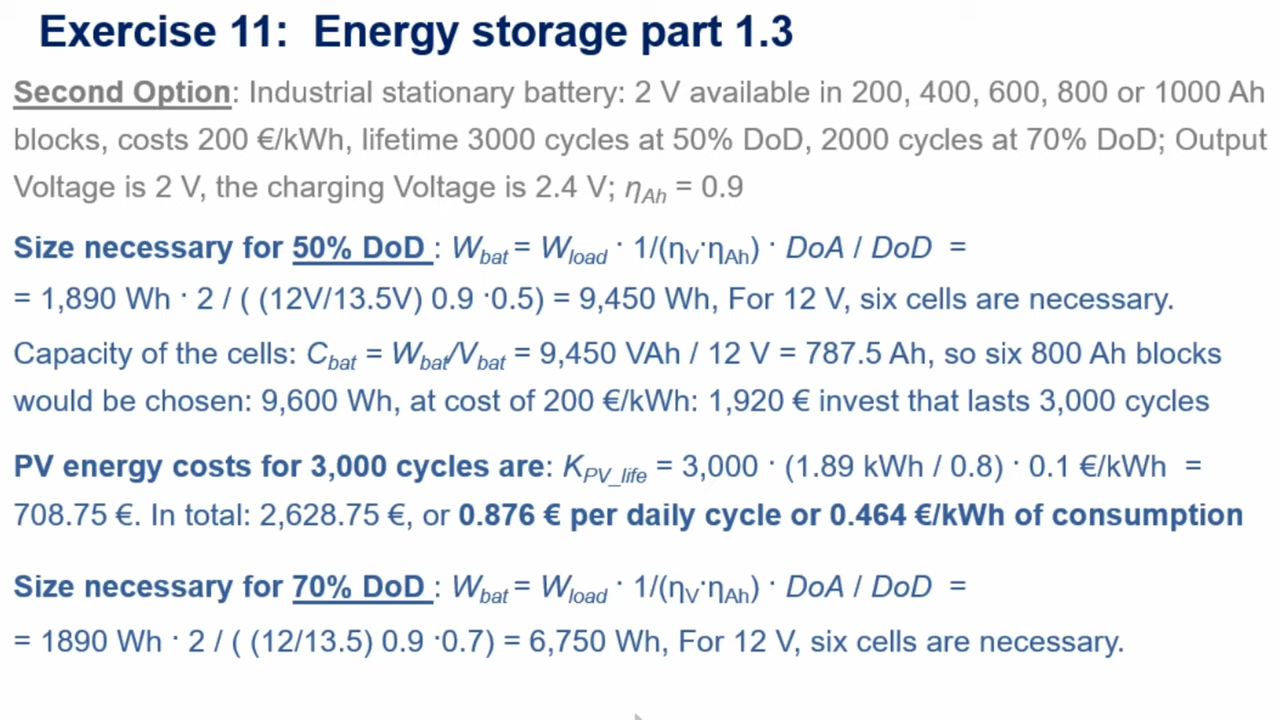 Exercise 11: Energy storage part 1.3
Second Option: Industrial stationary battery: 2 V available in 200, 400, 600, 800 or 1000 Ah
blocks, costs 200 €/kWh, lifetime 3000 cycles at 50% DoD, 2000 cycles at 70% DoD; Output
Voltage is 2 V, the charging Voltage is 2.4 V; ηAh = 0.9
Size necessary for 50% DoD : Wbat = Wload · 1/(ηV·ηAh) · DoA / DoD =
= 1,890 Wh · 2 / ( (12V/13.5V) 0.9 ·0.5) = 9,450 Wh, For 12 V, six cells are necessary.
Capacity of the cells: Cbat = Wbat/Vbat = 9,450 VAh / 12 V = 787.5 Ah, so six 800 Ah blocks
would be chosen: 9,600 Wh, at cost of 200 €/kWh: 1,920 € invest that lasts 3,000 cycles
PV energy costs for 3,000 cycles are: KPV_life = 3,000 · (1.89 kWh / 0.8) · 0.1 €/kWh =
708.75 €. In total: 2,628.75 €, or 0.876 € per daily cycle or 0.464 €/kWh of consumption
Size necessary for 70% DoD : Wbat = Wload · 1/(ηV·ηAh) · DoA / DoD =
= 1890 Wh · 2 / ( (12/13.5) 0.9 ·0.7) = 6,750 Wh, For 12 V, six cells are necessary.